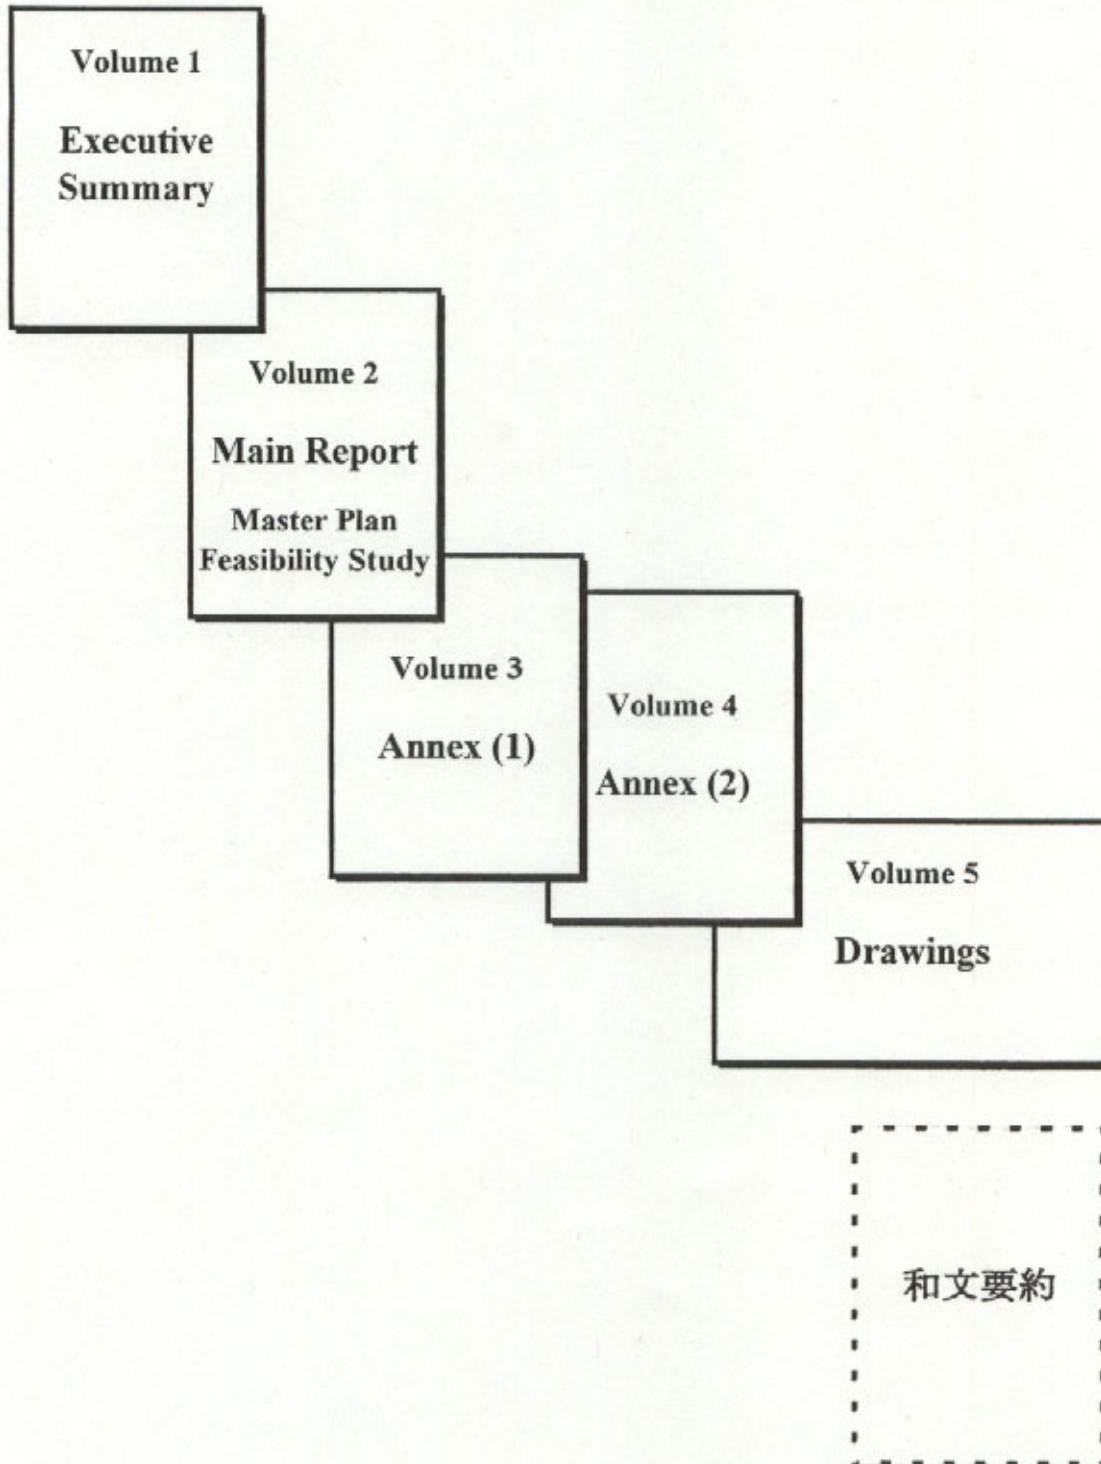 Volume 1
Executive
Summary
Volume 2
Main Report
Master Plan
Feasibility Study
Volume 3
Annex (1)
Volume 4
Annex (2)
Volume 5
Drawings
和文要約